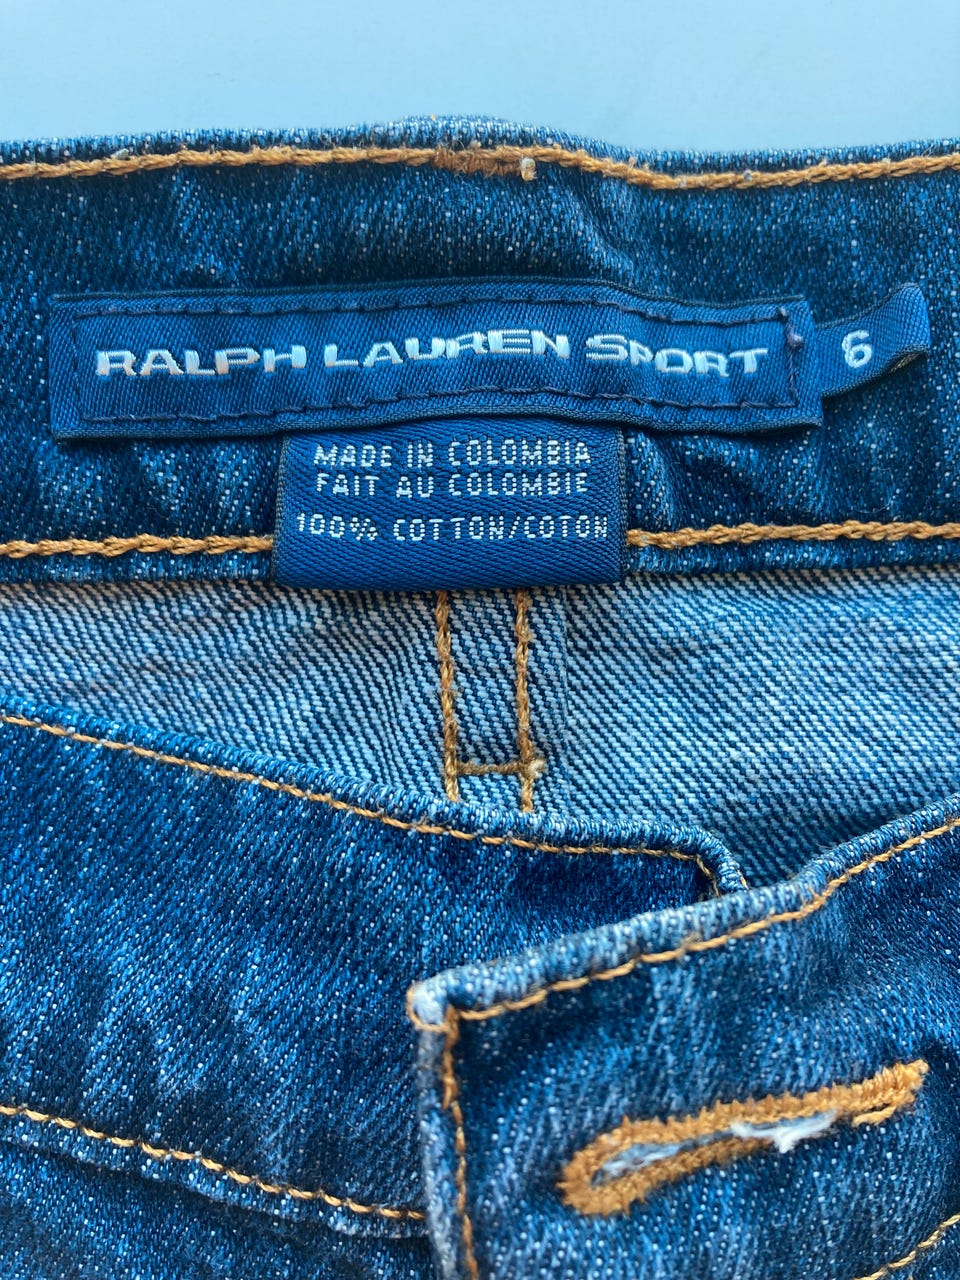 RALPH LAUREN SPORT
6
MADE IN COLOMBIA
FAIT AU COLOMBIE
100% COTTON/COTON